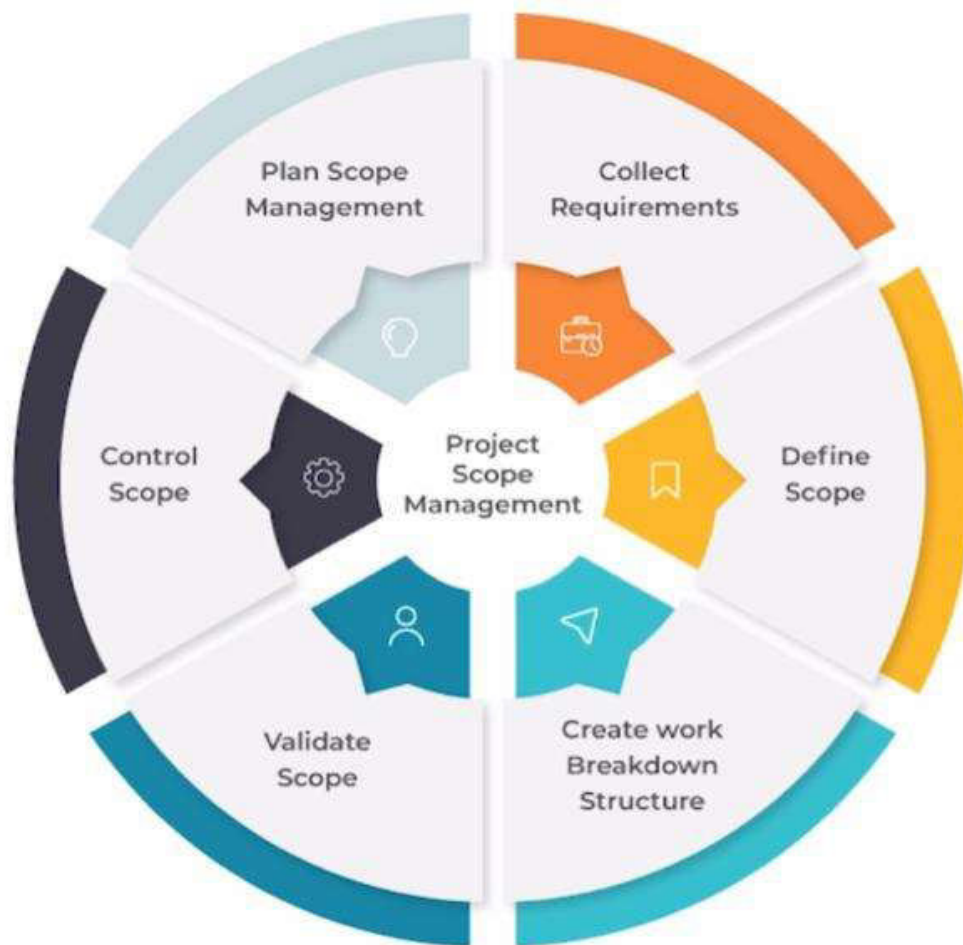 Plan Scope
Management
Collect
Requirements
Define
Scope
Create work
Breakdown
Structure
Validate
Scope
Control
Scope
Project
Scope
Management